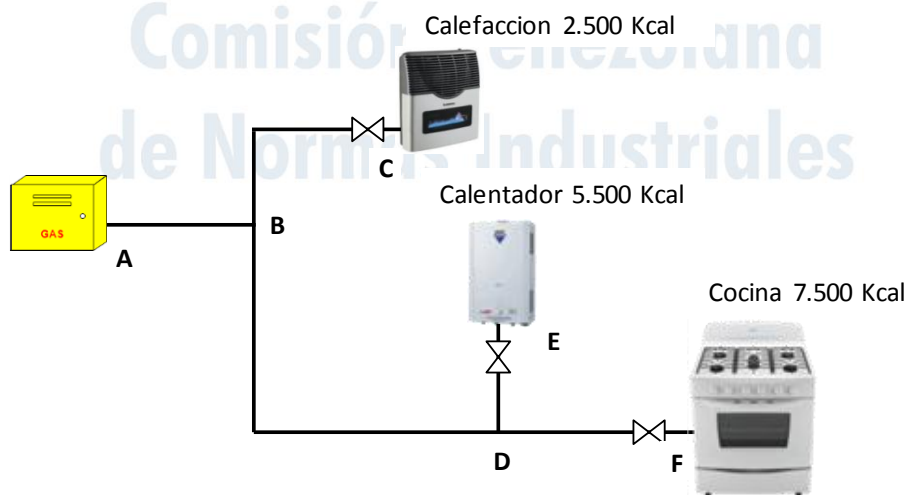 Calefaccion 2.500 Kcal
Comisión Venezolana
de Normas Industriales
C
Calentador 5.500 Kcal
GAS
B
A
Cocina 7.500 Kcal
E
D
F